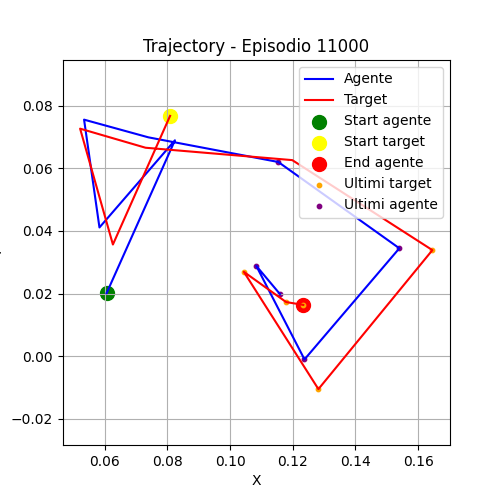 Trajectory - Episodio 11000
Agente
Target
Start agente
Start target
End agente
Ultimi target
Ultimi agente
0.08
0.06
0.04
0.02
0.00
−0.02
0.06
0.08
0.10
0.12
0.14
0.16
X